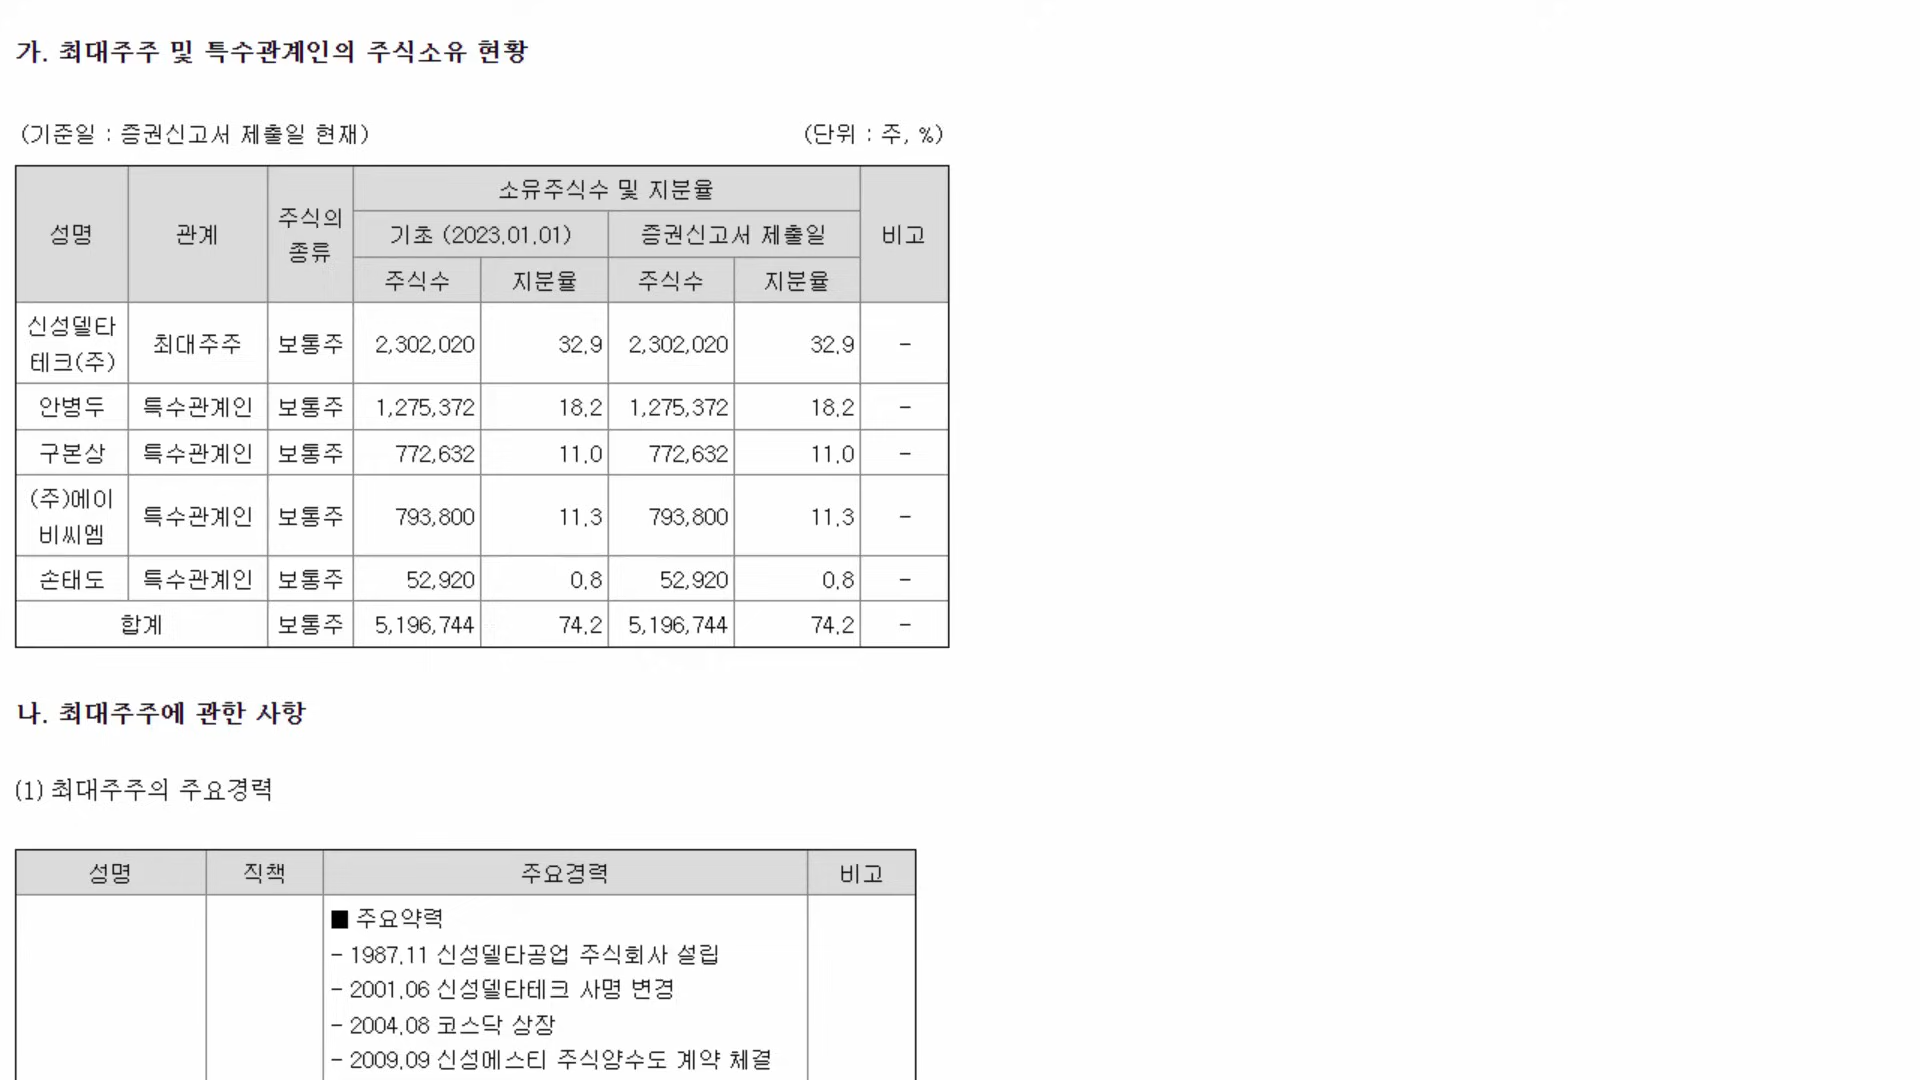 가. 최대주주 및 특수관계인의 주식소유 현황
(기준일 : 증권신고서 제출일 현재) (단위 : 주, %)
성명 관계 주식의 종류 소유주식수 및 지분율 비고
기초 (2023.01.01) 증권신고서 제출일
주식수 지분율 주식수 지분율
신성델타테크(주) 최대주주 보통주 2,302,020 32.9 2,302,020 32.9 -
안병두 특수관계인 보통주 1,275,372 18.2 1,275,372 18.2 -
구본상 특수관계인 보통주 772,632 11.0 772,632 11.0 -
(주)에이비씨엠 특수관계인 보통주 793,800 11.3 793,800 11.3 -
손태도 특수관계인 보통주 52,920 0.8 52,920 0.8 -
합계 보통주 5,196,744 74.2 5,196,744 74.2 -
나. 최대주주에 관한 사항
(1) 최대주주의 주요경력
성명 직책 주요경력 비고
■ 주요약력
- 1987.11 신성델타공업 주식회사 설립
- 2001.06 신성델타테크 사명 변경
- 2004.08 코스닥 상장
- 2009.09 신성에스티 주식양수도 계약 체결